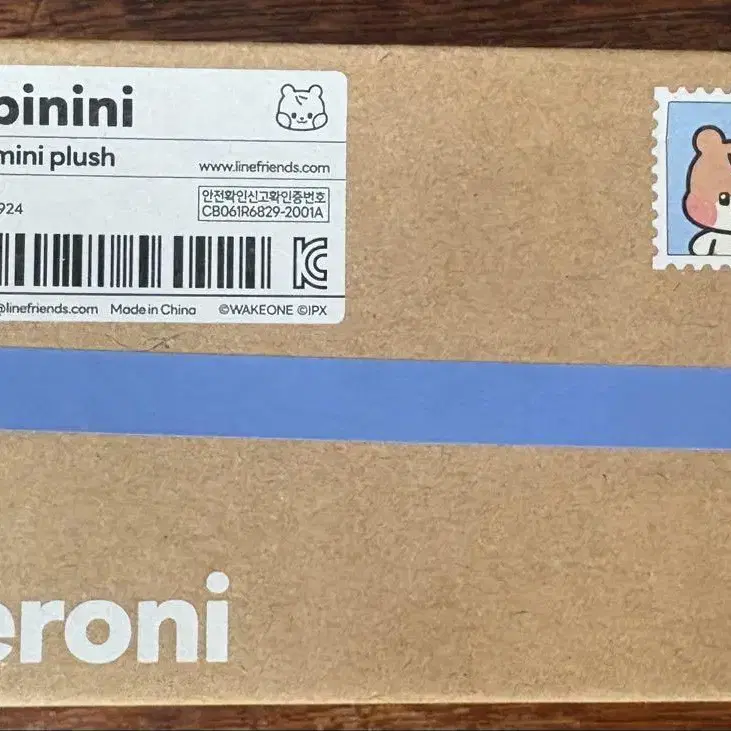 pinini
mini plush
www.linefriends.com
924
안전확인신고확인증번호
CB061R6829-2001A
@linefriends.com Made in China ©WAKEONE ©IPX
eroni